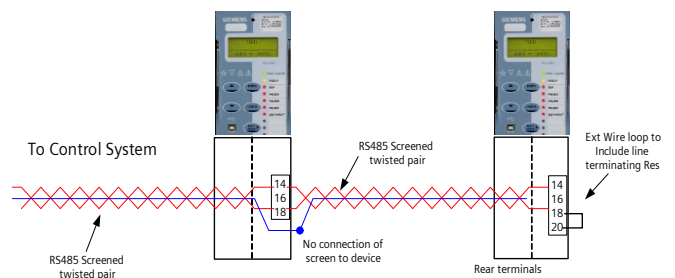 SIEMENS
SIEMENS
To Control System
RS485 Screened
twisted pair
Ext Wire loop to
Include line
terminating Res
14
16
18
14
16
18
20
No connection of
screen to device
RS485 Screened
twisted pair
Rear terminals